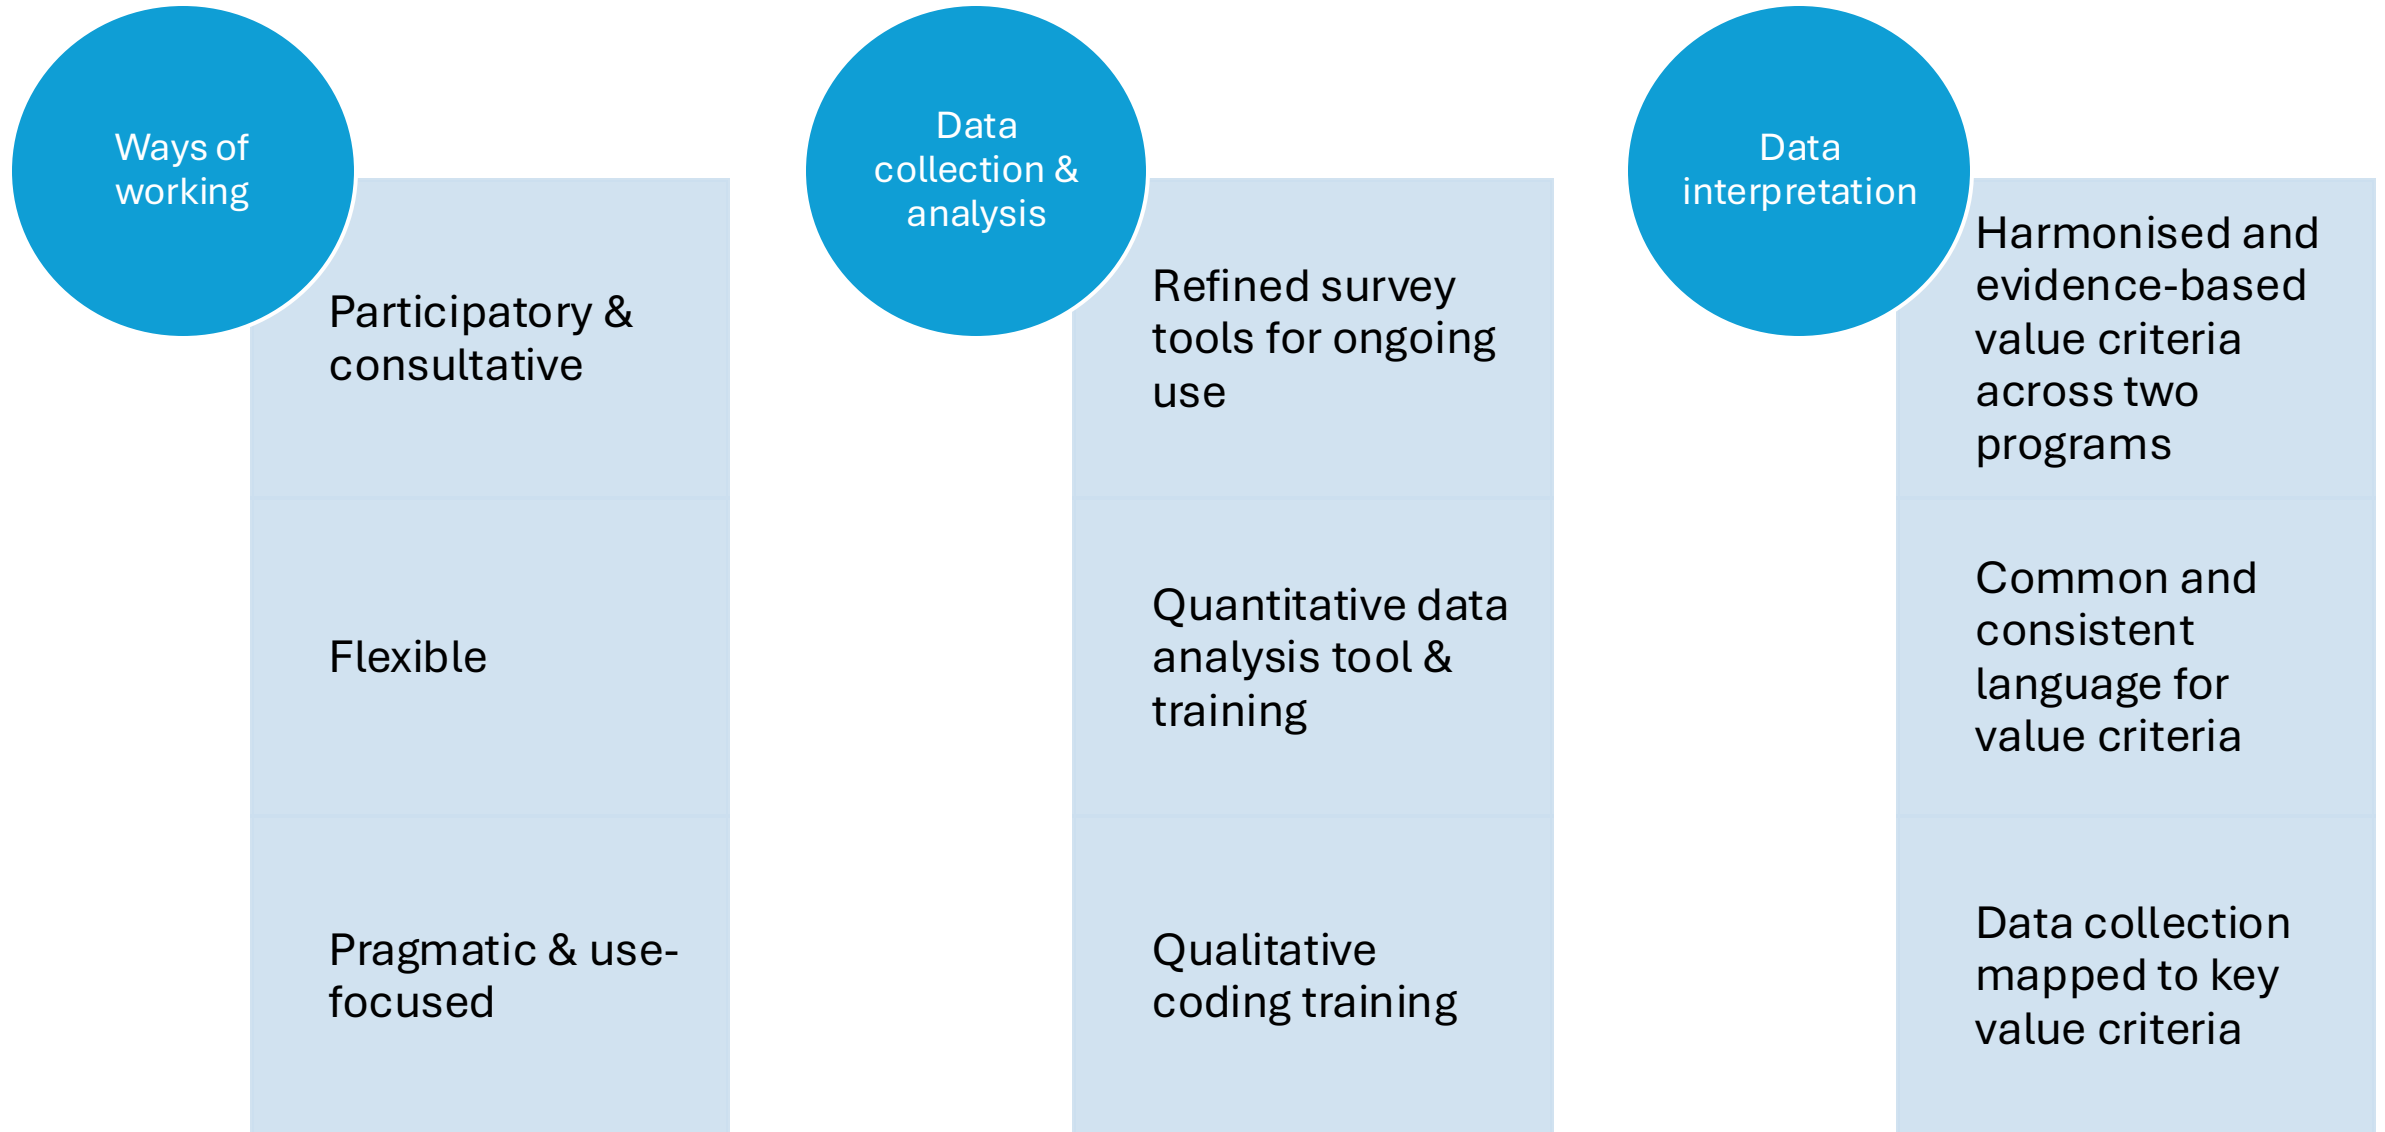 Ways of
working
Participatory &
consultative
Flexible
Pragmatic & use-
focused
Data
collection &
analysis
Refined survey
tools for ongoing
use
Quantitative data
analysis tool &
training
Qualitative
coding training
Data
interpretation
Harmonised and
evidence-based
value criteria
across two
programs
Common and
consistent
language for
value criteria
Data collection
mapped to key
value criteria